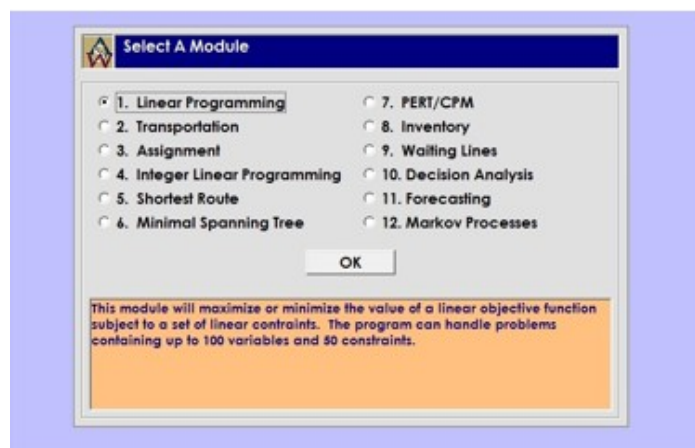 Select A Module
1. Linear Programming
2. Transportation
3. Assignment
4. Integer Linear Programming
5. Shortest Route
6. Minimal Spanning Tree
7. PERT/CPM
8. Inventory
9. Waiting Lines
10. Decision Analysis
11. Forecasting
12. Markov Processes
OK
This module will maximize or minimize the value of a linear objective function
subject to a set of linear contraints. The program can handle problems
containing up to 100 variables and 50 constraints.